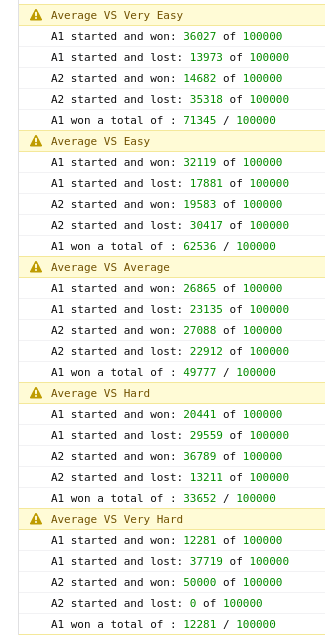 Average VS Very Easy
A1 started and won: 36027 of 100000
A1 started and lost: 13973 of 100000
A2 started and won: 14682 of 100000
A2 started and lost: 35318 of 100000
A1 won a total of : 71345 / 100000
Average VS Easy
A1 started and won: 32119 of 100000
A1 started and lost: 17881 of 100000
A2 started and won: 19583 of 100000
A2 started and lost: 30417 of 100000
A1 won a total of : 62536 / 100000
Average VS Average
A1 started and won: 26865 of 100000
A1 started and lost: 23135 of 100000
A2 started and won: 27088 of 100000
A2 started and lost: 22912 of 100000
A1 won a total of : 49777 / 100000
Average VS Hard
A1 started and won: 20441 of 100000
A1 started and lost: 29559 of 100000
A2 started and won: 36789 of 100000
A2 started and lost: 13211 of 100000
A1 won a total of : 33652 / 100000
Average VS Very Hard
A1 started and won: 12281 of 100000
A1 started and lost: 37719 of 100000
A2 started and won: 50000 of 100000
A2 started and lost: 0 of 100000
A1 won a total of : 12281 / 100000